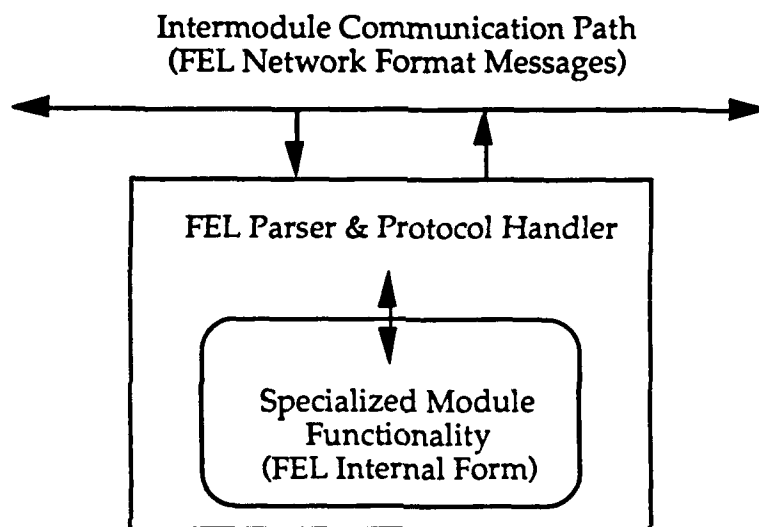 Intermodule Communication Path
(FEL Network Format Messages)
FEL Parser & Protocol Handler
Specialized Module
Functionality
(FEL Internal Form)